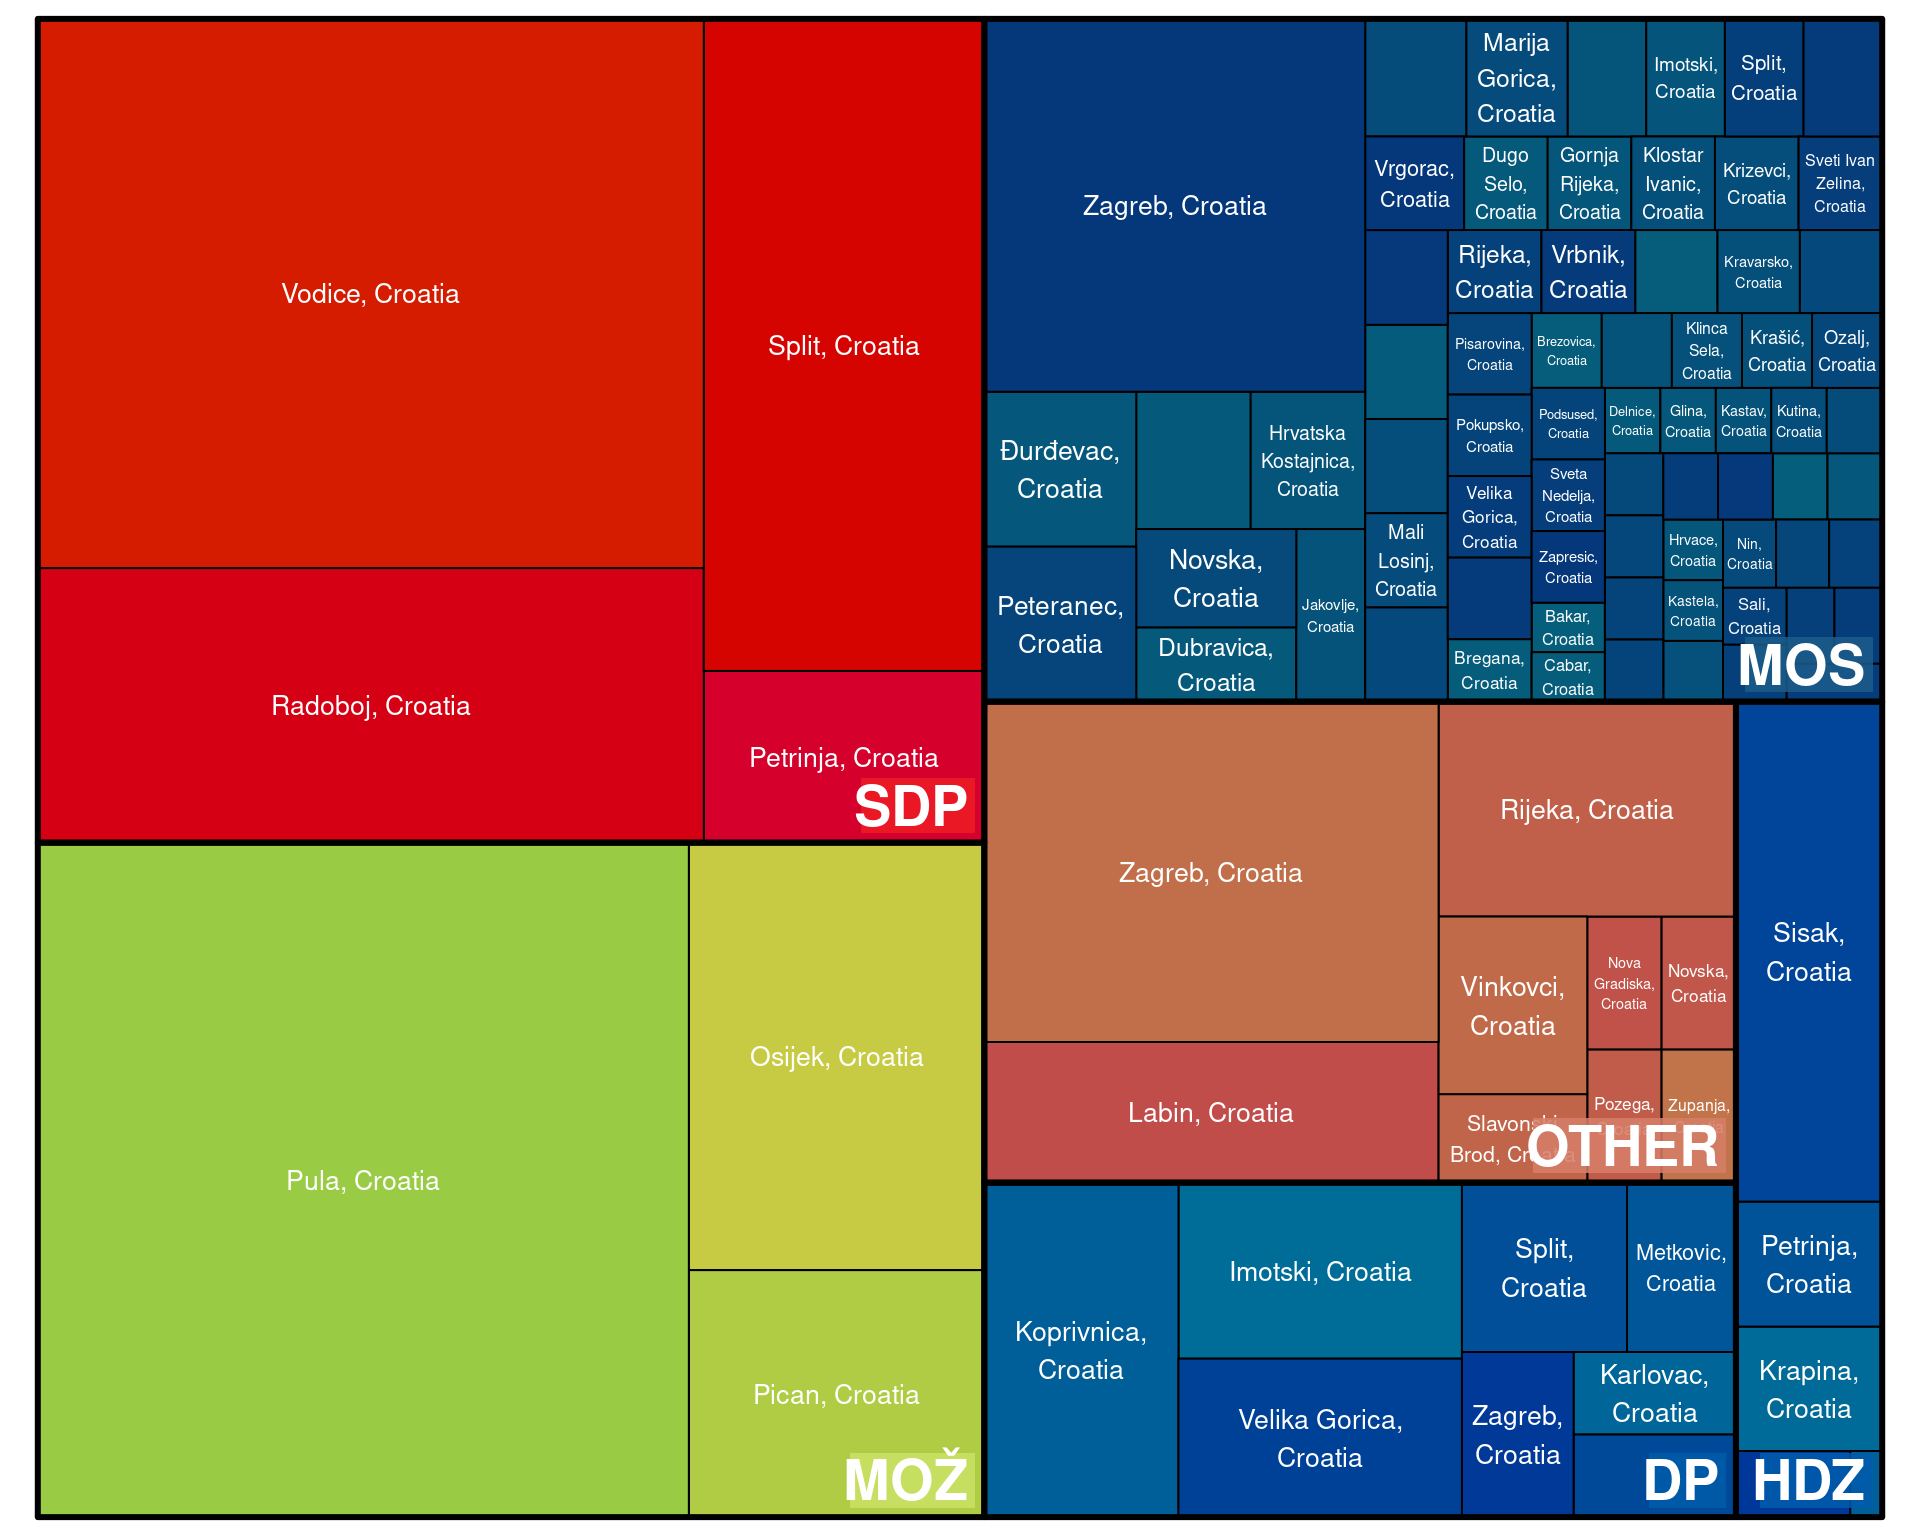 Vodice, Croatia
Split, Croatia
Radoboj, Croatia
Petrinja, Croatia
SDP
Pula, Croatia
Osijek, Croatia
Pican, Croatia
MOŽ
Zagreb, Croatia
Đurđevac,
Croatia
Hrvatska
Kostajnica,
Croatia
Peteranec,
Croatia
Novska,
Croatia
Dubravica,
Croatia
Jakovlje,
Croatia
Marija
Gorica,
Croatia
Imotski,
Croatia
Split,
Croatia
Vrgorac,
Croatia
Dugo
Selo,
Croatia
Gornja
Rijeka,
Croatia
Klostar
Ivanic,
Croatia
Krizevci,
Croatia
Sveti Ivan
Zelina,
Croatia
Rijeka,
Croatia
Vrbnik,
Croatia
Kravarsko,
Croatia
Pisarovina,
Croatia
Brezovica,
Croatia
Klinca
Sela,
Croatia
Krašić,
Croatia
Ozalj,
Croatia
Pokupsko,
Croatia
Podsused,
Croatia
Delnice,
Croatia
Glina,
Croatia
Kastav,
Croatia
Kutina,
Croatia
Velika
Gorica,
Croatia
Sveta
Nedelja,
Croatia
Mali
Losinj,
Croatia
Zapresic,
Croatia
Hrvace,
Croatia
Nin,
Croatia
Bakar,
Croatia
Kastela,
Croatia
Sali,
Croatia
Bregana,
Croatia
Cabar,
Croatia
MOS
Zagreb, Croatia
Rijeka, Croatia
Labin, Croatia
Vinkovci,
Croatia
Nova
Gradiska,
Croatia
Novska,
Croatia
Slavonski
Brod, Croatia
Pozega,
Zupanja,
OTHER
Koprivnica,
Croatia
Imotski, Croatia
Velika Gorica,
Croatia
Split,
Croatia
Metkovic,
Croatia
Zagreb,
Croatia
Karlovac,
Croatia
DP
Sisak,
Croatia
Petrinja,
Croatia
Krapina,
Croatia
HDZ